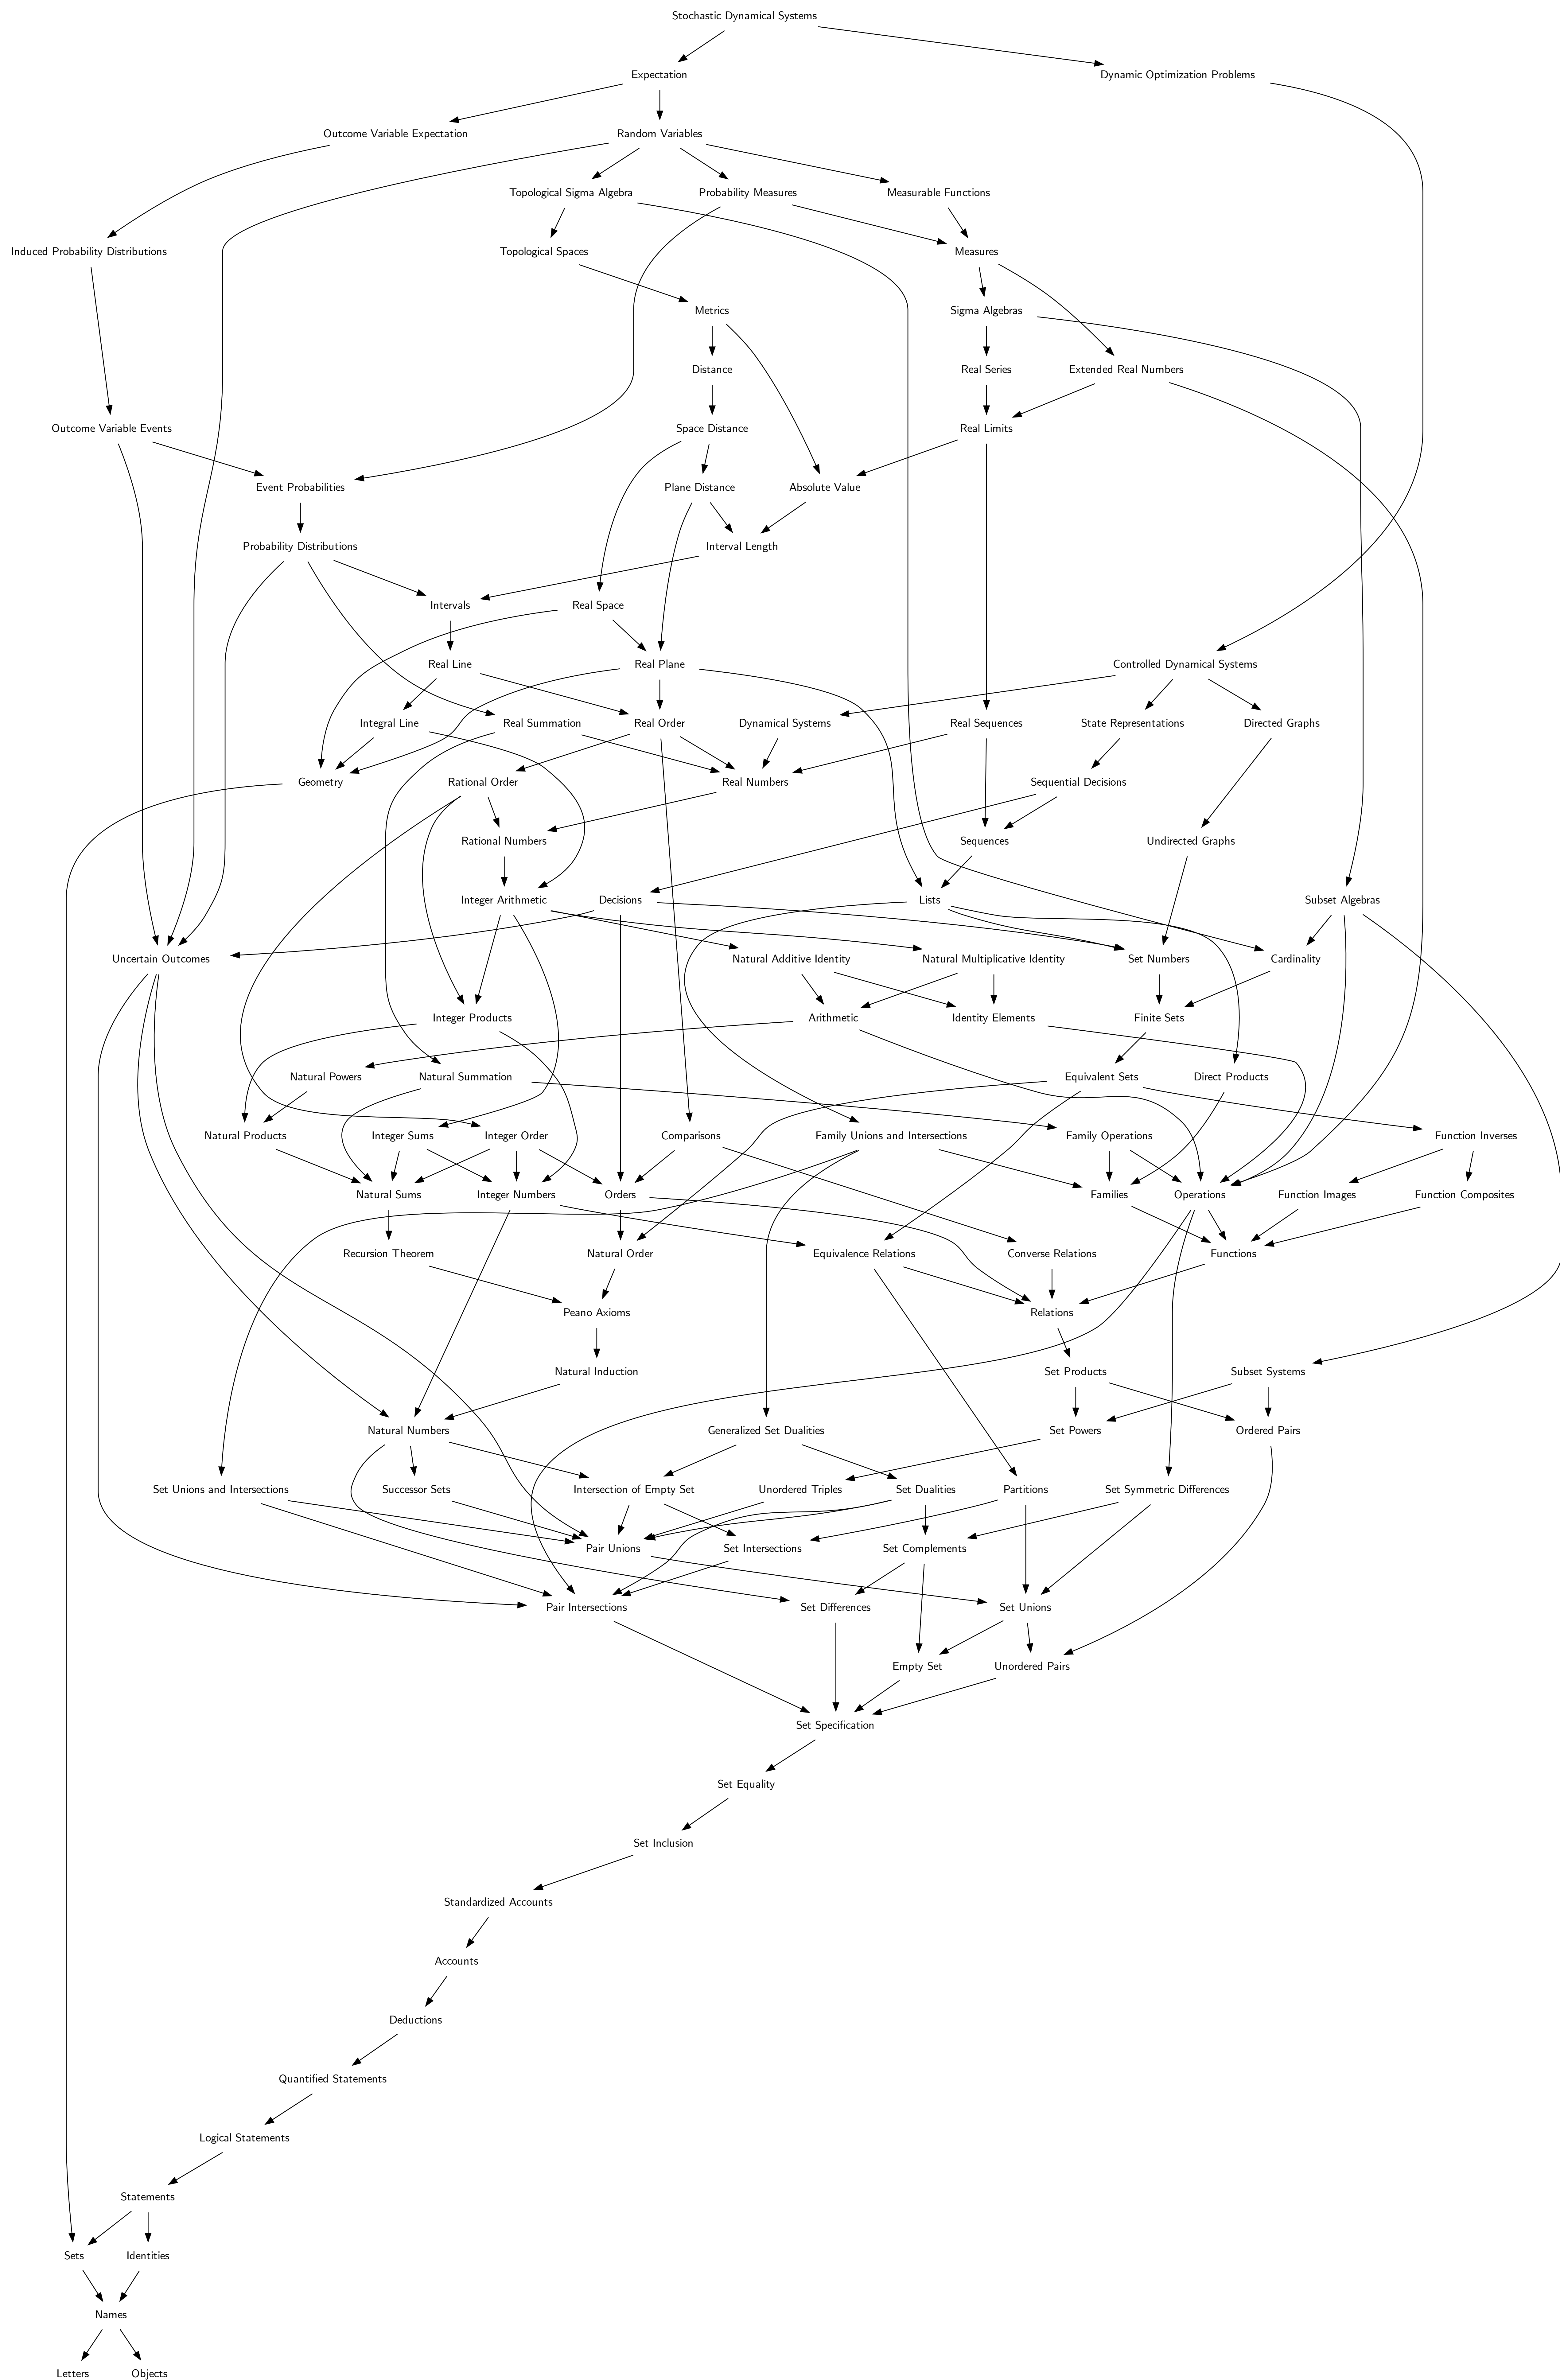 Stochastic Dynamical Systems
Expectation
Dynamic Optimization Problems
Outcome Variable Expectation
Random Variables
Topological Sigma Algebra
Probability Measures
Measurable Functions
Induced Probability Distributions
Topological Spaces
Measures
Metrics
Sigma Algebras
Distance
Real Series
Extended Real Numbers
Outcome Variable Events
Space Distance
Real Limits
Event Probabilities
Plane Distance
Absolute Value
Probability Distributions
Interval Length
Intervals
Real Space
Real Line
Real Plane
Controlled Dynamical Systems
Integral Line
Real Summation
Real Order
Dynamical Systems
Real Sequences
State Representations
Directed Graphs
Geometry
Rational Order
Real Numbers
Sequential Decisions
Rational Numbers
Sequences
Undirected Graphs
Integer Arithmetic
Decisions
Lists
Subset Algebras
Uncertain Outcomes
Natural Additive Identity
Natural Multiplicative Identity
Set Numbers
Cardinality
Integer Products
Arithmetic
Identity Elements
Finite Sets
Natural Powers
Natural Summation
Equivalent Sets
Direct Products
Natural Products
Integer Sums
Integer Order
Comparisons
Family Unions and Intersections
Family Operations
Function Inverses
Natural Sums
Integer Numbers
Orders
Families
Operations
Function Images
Function Composites
Recursion Theorem
Natural Order
Equivalence Relations
Converse Relations
Functions
Peano Axioms
Relations
Natural Induction
Set Products
Subset Systems
Natural Numbers
Generalized Set Dualities
Set Powers
Ordered Pairs
Set Unions and Intersections
Successor Sets
Intersection of Empty Set
Unordered Triples
Set Dualities
Partitions
Set Symmetric Differences
Pair Unions
Set Intersections
Set Complements
Pair Intersections
Set Differences
Set Unions
Empty Set
Unordered Pairs
Set Specification
Set Equality
Set Inclusion
Standardized Accounts
Accounts
Deductions
Quantified Statements
Logical Statements
Statements
Sets
Identities
Names
Letters
Objects